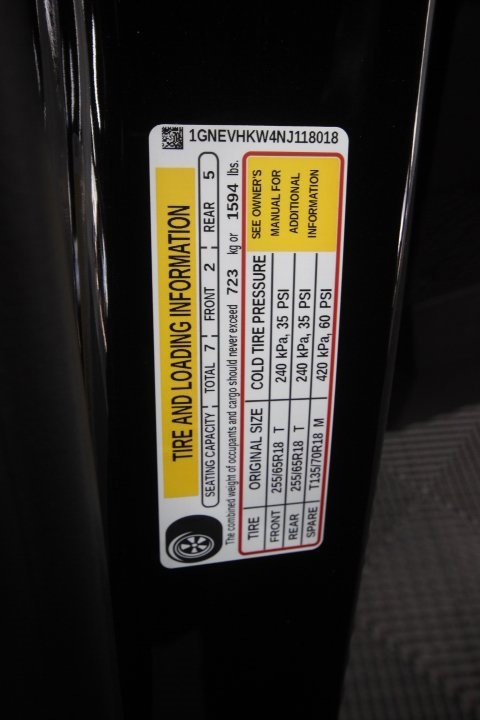 1GNEVHKW4NJ118018
TIRE AND LOADING INFORMATION
SEATING CAPACITY TOTAL 7 FRONT 2 REAR 5
The combined weight of occupants and cargo should never exceed 723 kg or 1594 lbs.
TIRE ORIGINAL SIZE COLD TIRE PRESSURE SEE OWNER'S
FRONT 255/65R18 T 240 kPa, 35 PSI MANUAL FOR
REAR 255/65R18 T 240 kPa, 35 PSI ADDITIONAL
SPARE T135/70R18 M 420 kPa, 60 PSI INFORMATION